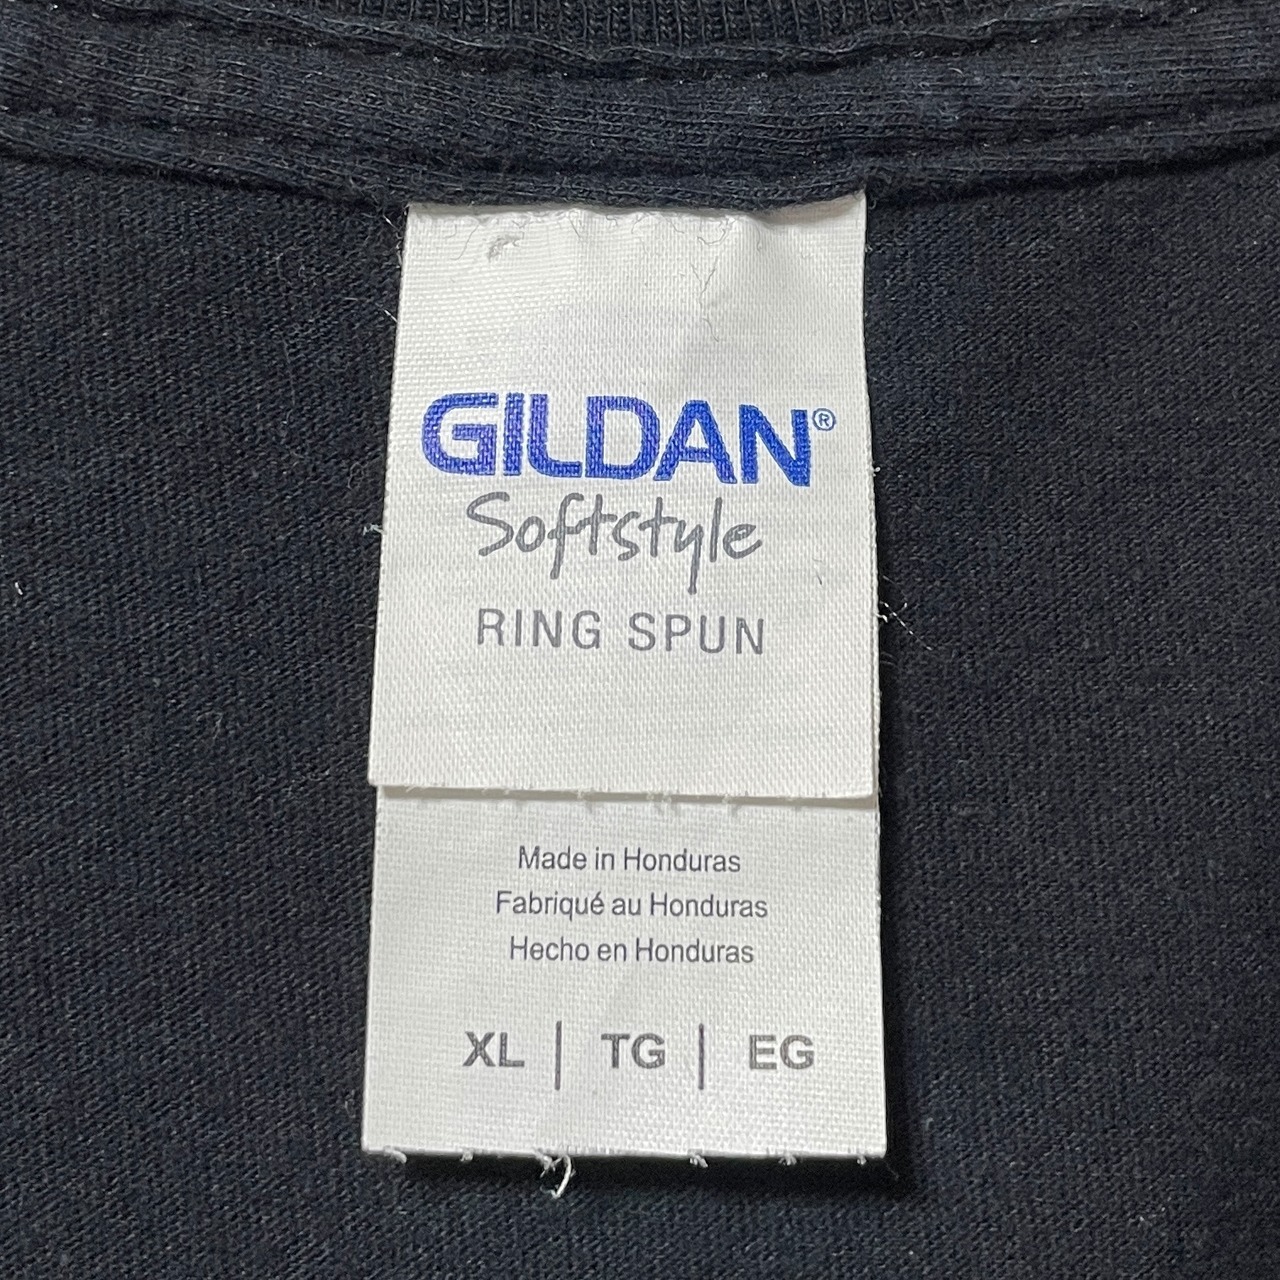 GILDAN®
Softstyle
RING SPUN
Made in Honduras
Fabriqué au Honduras
Hecho en Honduras
XL | TG | EG